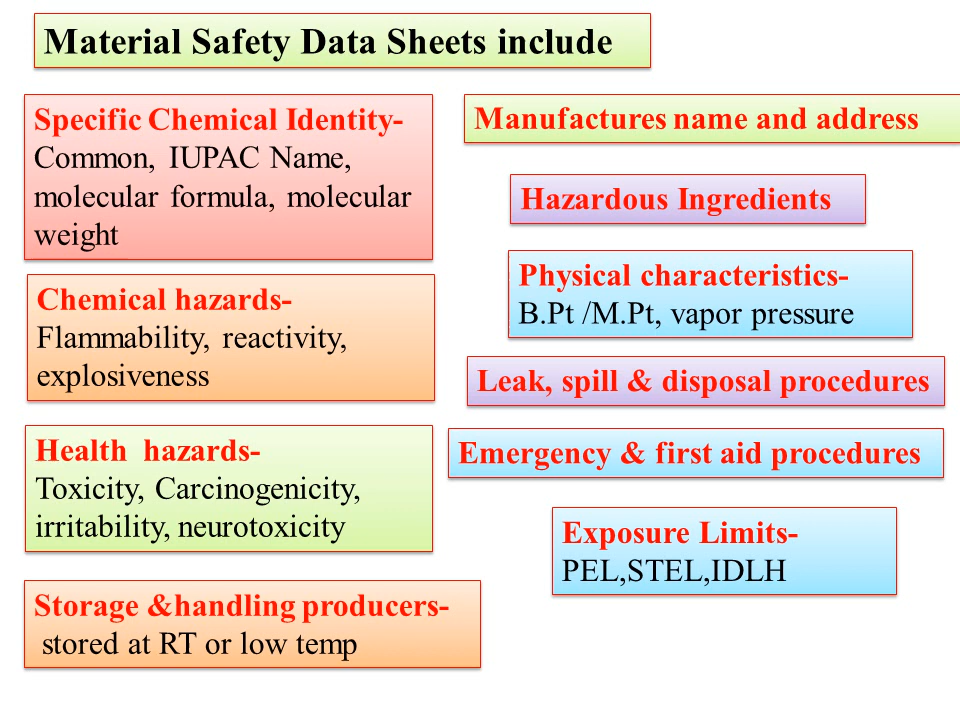 Material Safety Data Sheets include
Specific Chemical Identity-
Common, IUPAC Name,
molecular formula, molecular
weight
Chemical hazards-
Flammability, reactivity,
explosiveness
Health hazards-
Toxicity, Carcinogenicity,
irritability, neurotoxicity
Storage &handling producers-
stored at RT or low temp
Manufactures name and address
Hazardous Ingredients
Physical characteristics-
B.Pt /M.Pt, vapor pressure
Leak, spill & disposal procedures
Emergency & first aid procedures
Exposure Limits-
PEL,STEL,IDLH